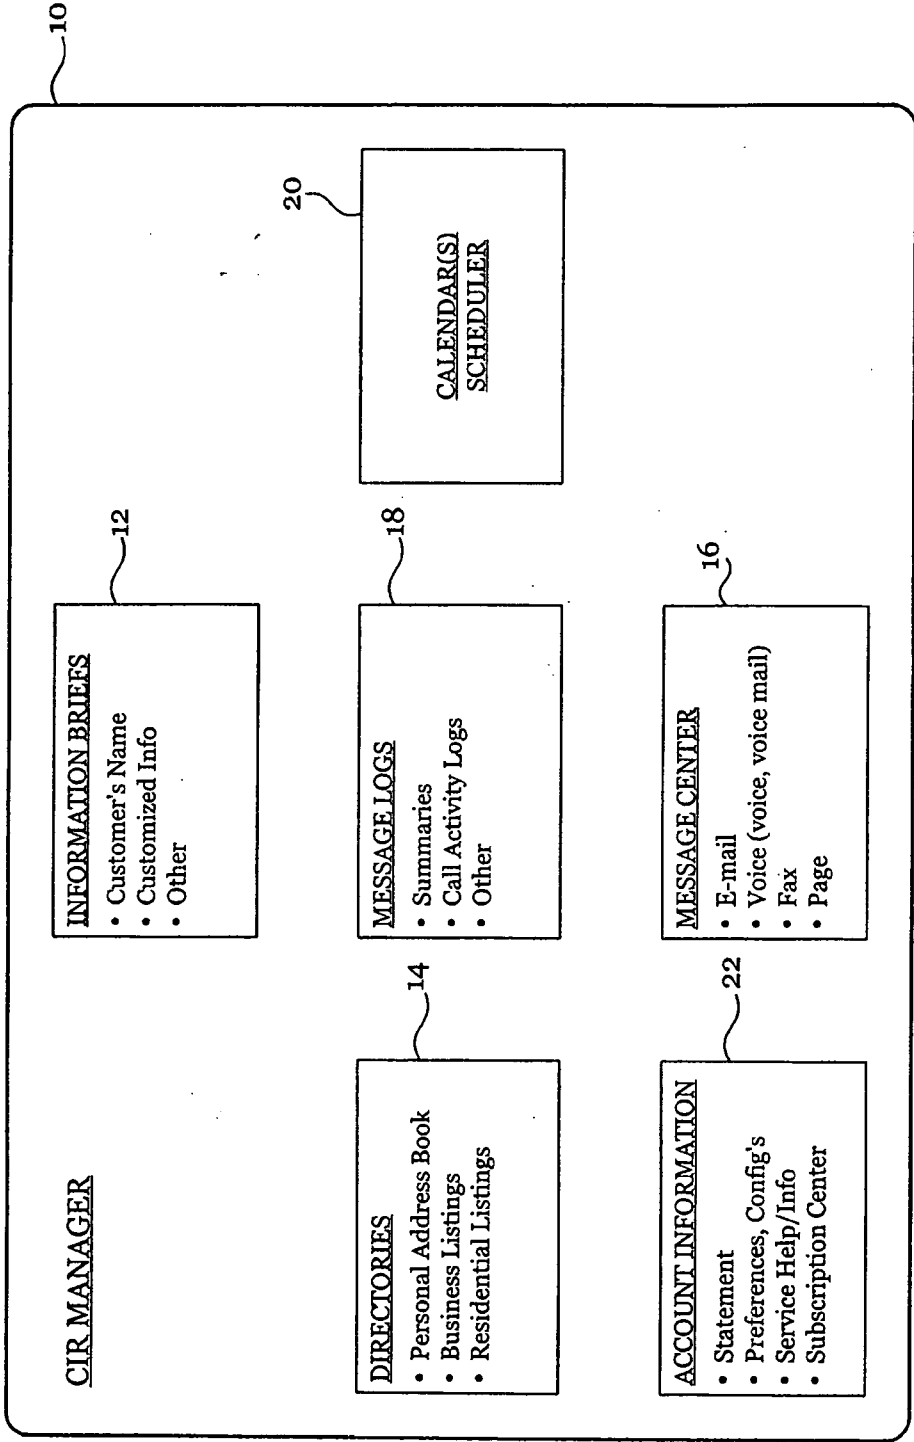 10
CIR MANAGER
INFORMATION BRIEFS
• Customer's Name
• Customized Info
• Other
12
DIRECTORIES
• Personal Address Book
• Business Listings
• Residential Listings
14
MESSAGE LOGS
• Summaries
• Call Activity Logs
• Other
18
CALENDAR(S)
SCHEDULER
20
ACCOUNT INFORMATION
• Statement
• Preferences, Config's
• Service Help/Info
• Subscription Center
22
MESSAGE CENTER
• E-mail
• Voice (voice, voice mail)
• Fax
• Page
16